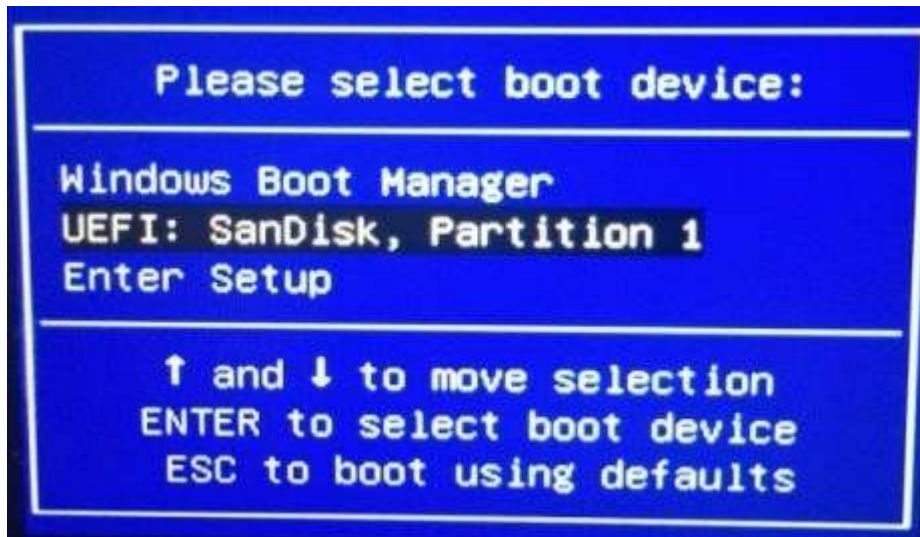 Please select boot device:
Windows Boot Manager
UEFI: SanDisk, Partition 1
Enter Setup
↑ and ↓ to move selection
ENTER to select boot device
ESC to boot using defaults